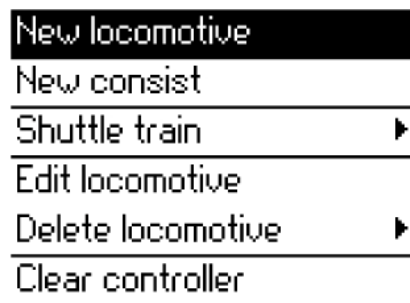 New locomotive
New consist
Shuttle train
Edit locomotive
Delete locomotive
Clear controller